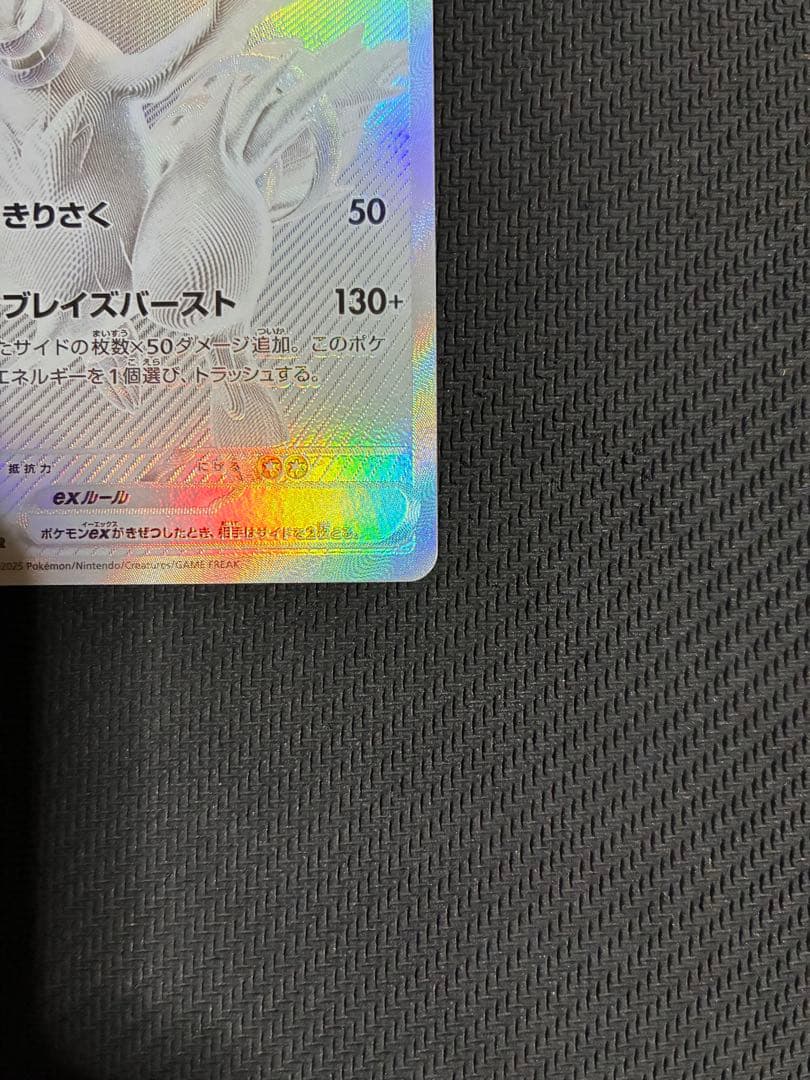 きりさく 50
ブレイズバースト 130+
たサイドの枚数×50ダメージ追加。このポケ
エネルギーを1個選び、トラッシュする。
抵抗力 にげる
exルール
ポケモンexがきぜつしたとき、相手はサイドを2枚とる。
2025 Pokémon/Nintendo/Creatures/GAME FREAK